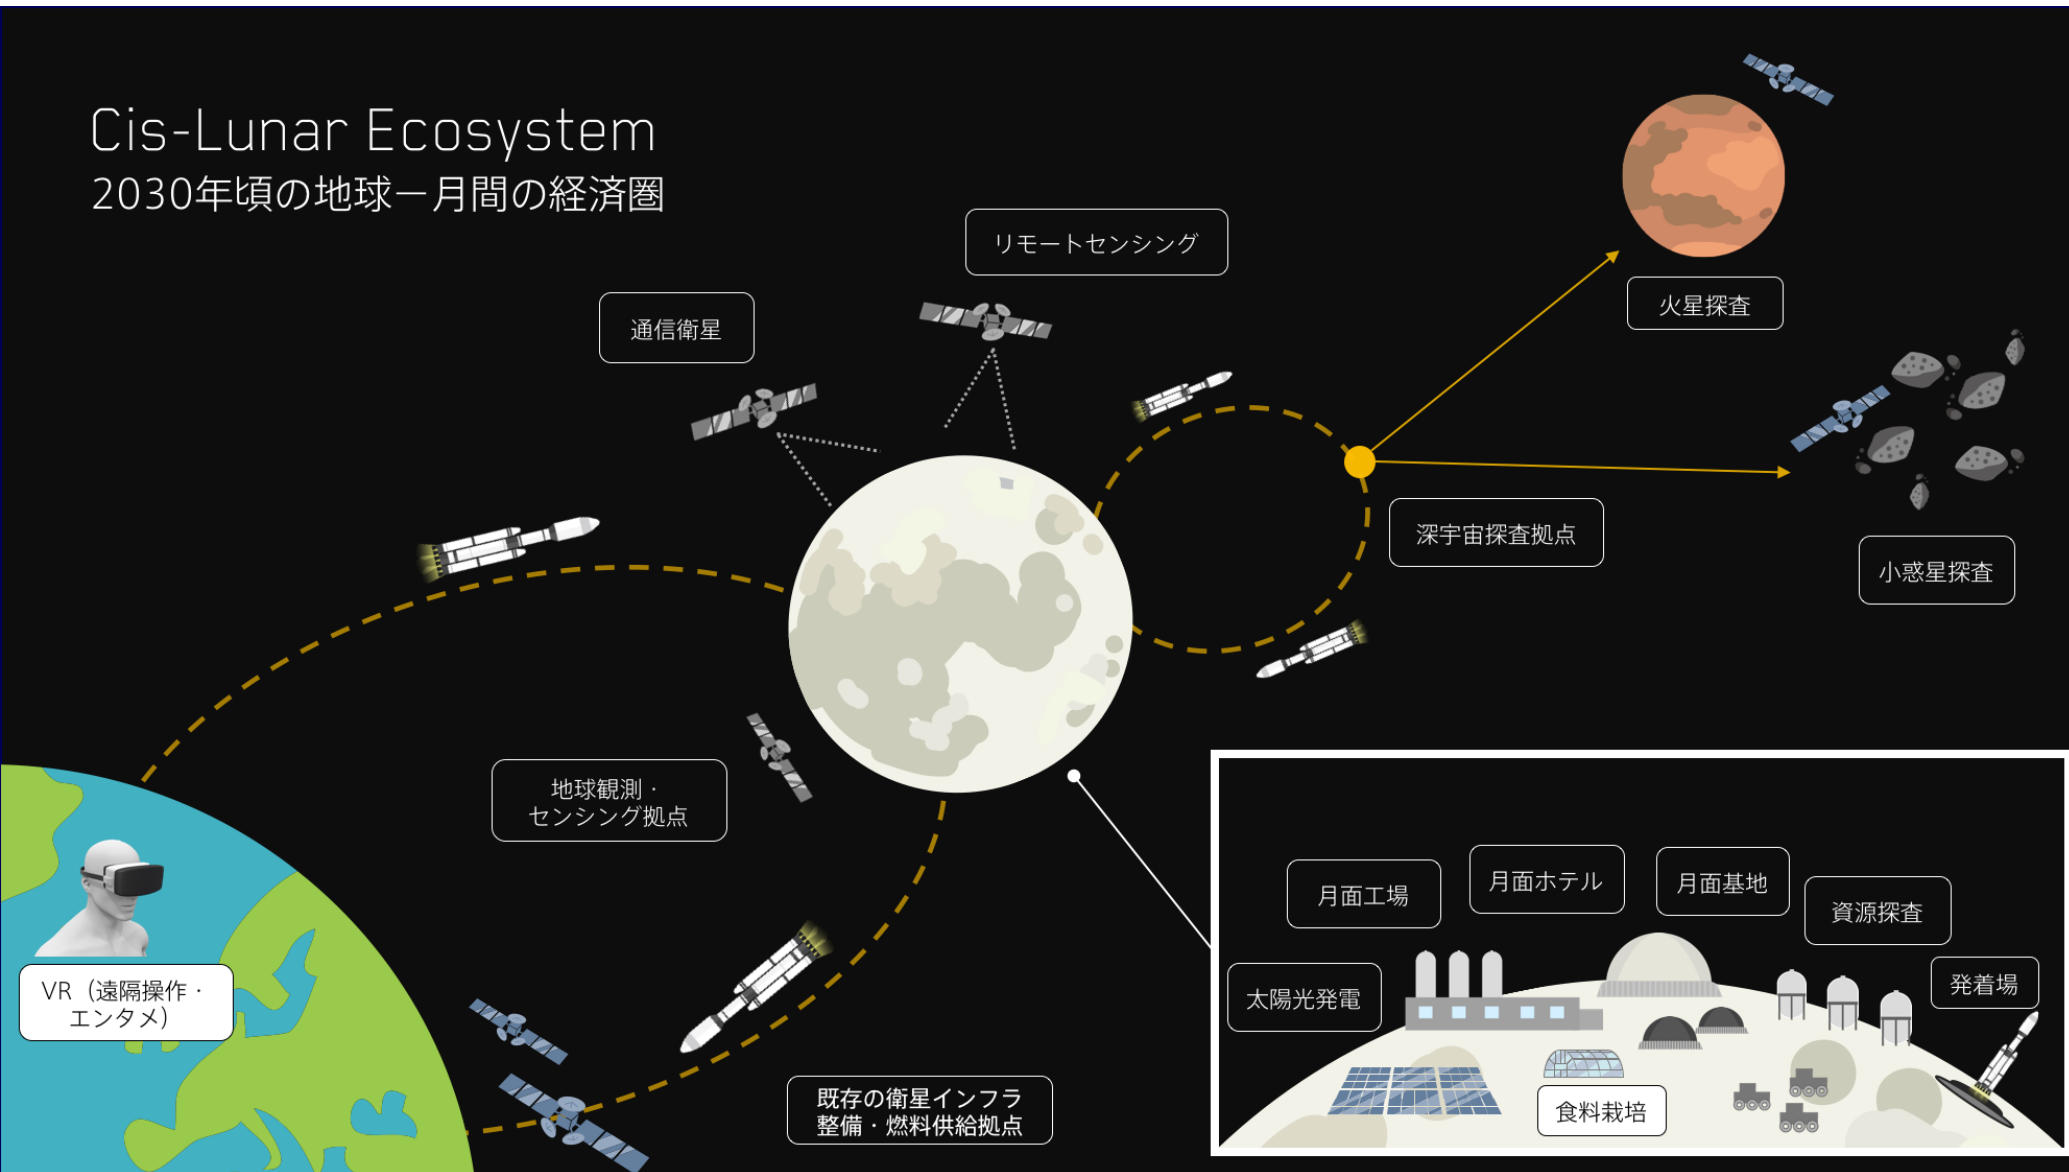 Cis-Lunar Ecosystem
2030年頃の地球ー月間の経済圏
リモートセンシング
通信衛星
火星探査
深宇宙探査拠点
小惑星探査
地球観測・
センシング拠点
VR（遠隔操作・
エンタメ）
既存の衛星インフラ
整備・燃料供給拠点
月面工場
月面ホテル
月面基地
資源探査
太陽光発電
発着場
食料栽培